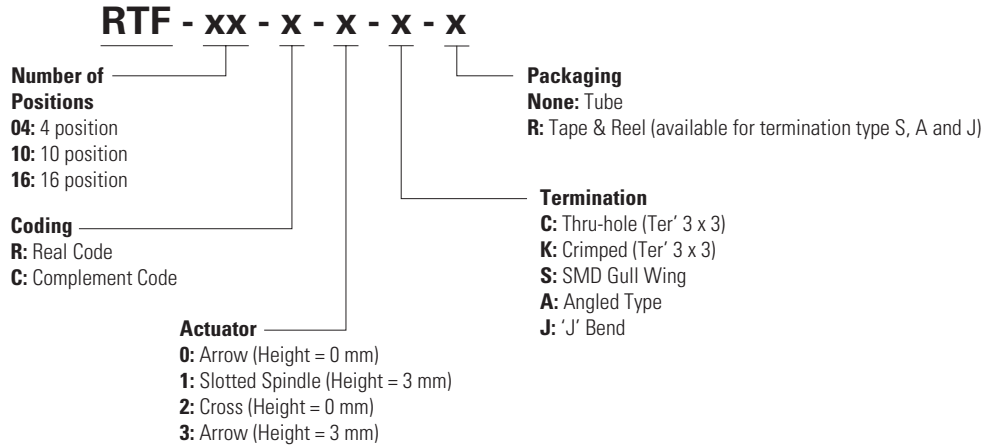 RTF - xx - x - x - x - x
Number of
Positions
04: 4 position
10: 10 position
16: 16 position
Coding
R: Real Code
C: Complement Code
Actuator
0: Arrow (Height = 0 mm)
1: Slotted Spindle (Height = 3 mm)
2: Cross (Height = 0 mm)
3: Arrow (Height = 3 mm)
Packaging
None: Tube
R: Tape & Reel (available for termination type S, A and J)
Termination
C: Thru-hole (Ter’ 3 x 3)
K: Crimped (Ter’ 3 x 3)
S: SMD Gull Wing
A: Angled Type
J: ‘J’ Bend